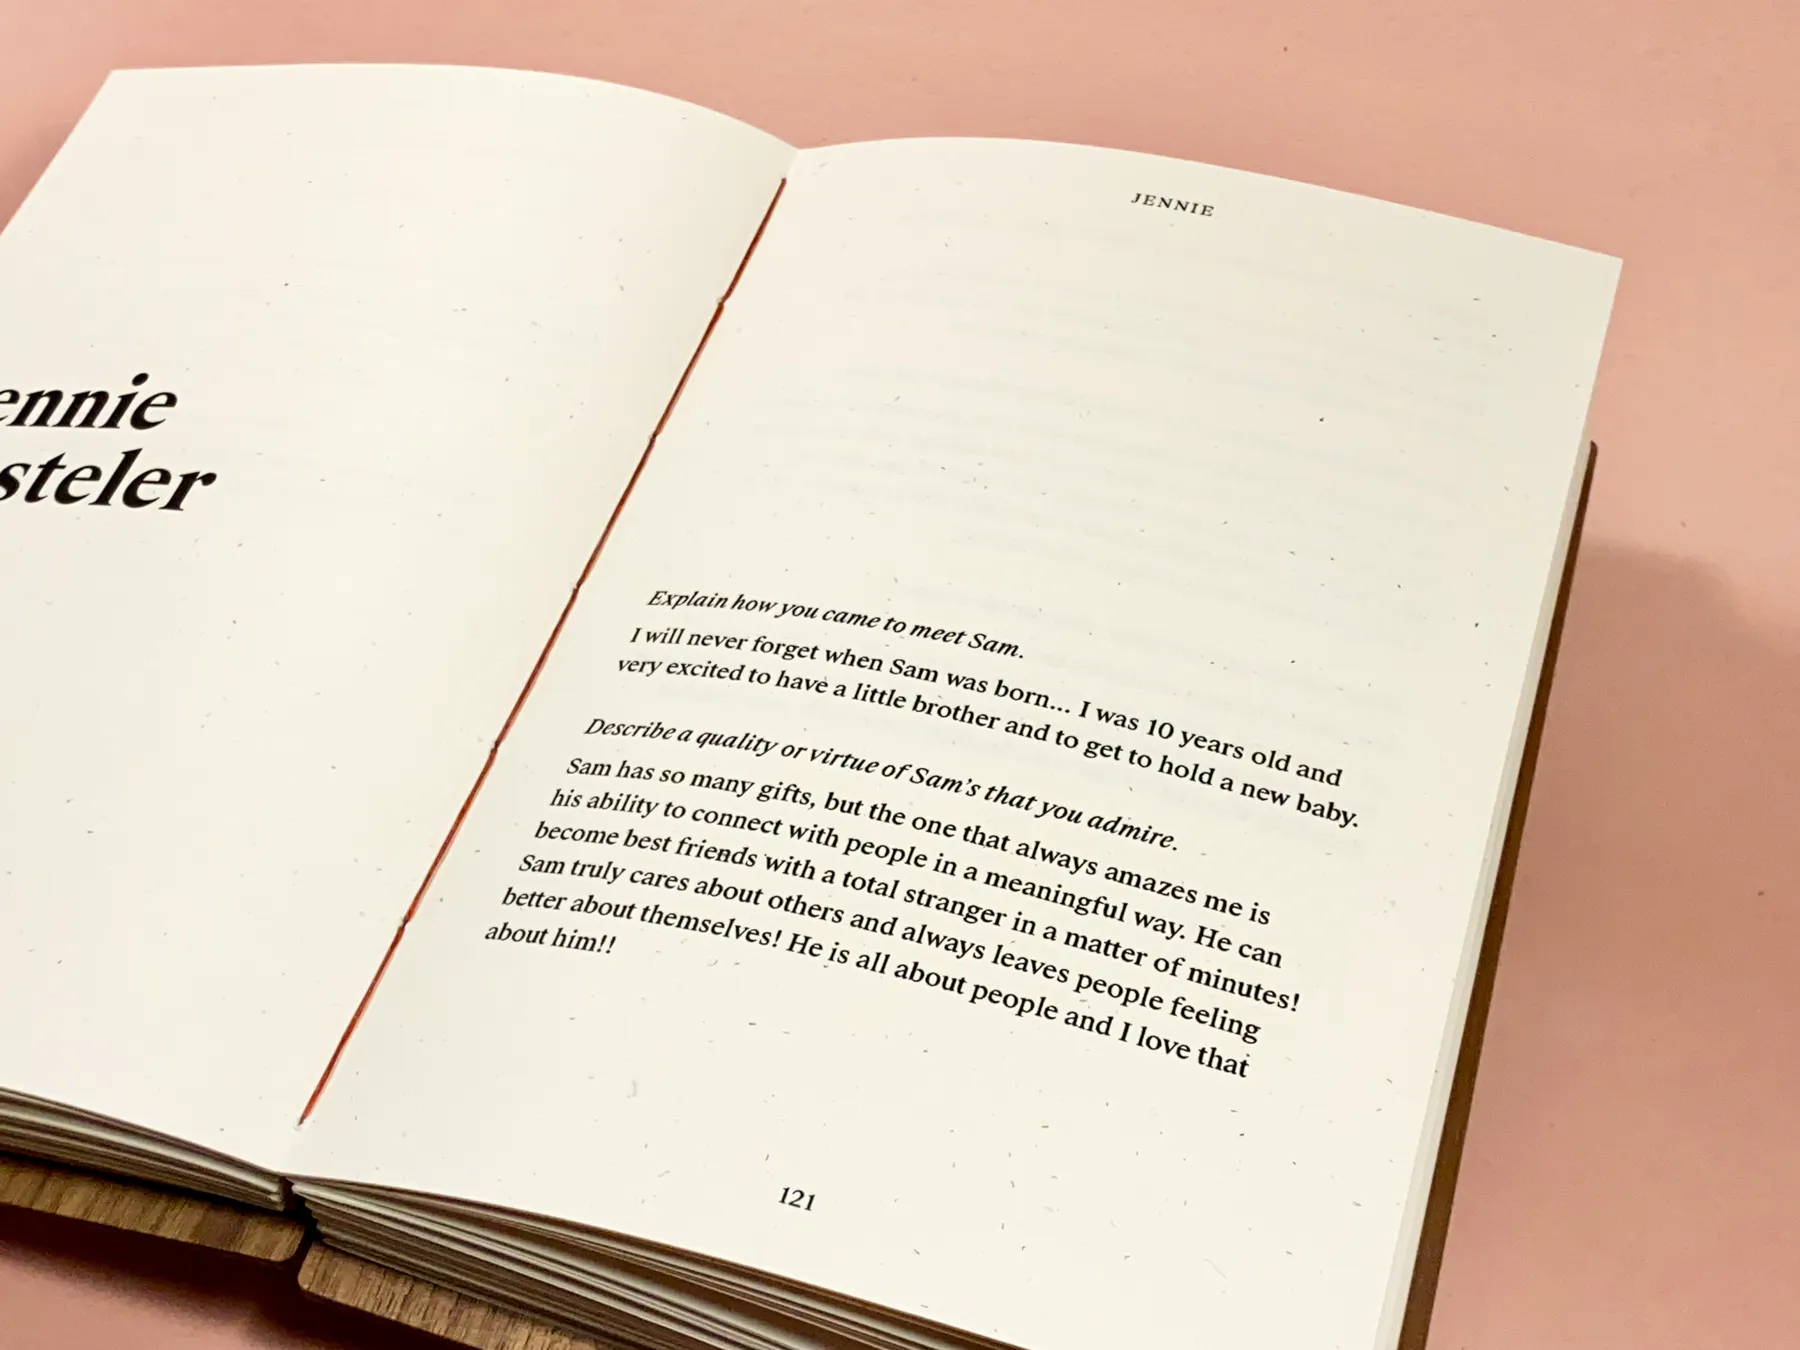 ennie
steler
JENNIE
Explain how you came to meet Sam.
I will never forget when Sam was born... I was 10 years old and
very excited to have a little brother and to get to hold a new baby.
Describe a quality or virtue of Sam's that you admire.
Sam has so many gifts, but the one that always amazes me is
his ability to connect with people in a meaningful way. He can
become best friends with a total stranger in a matter of minutes!
Sam truly cares about others and always leaves people feeling
better about themselves! He is all about people and I love that
about him!!
121